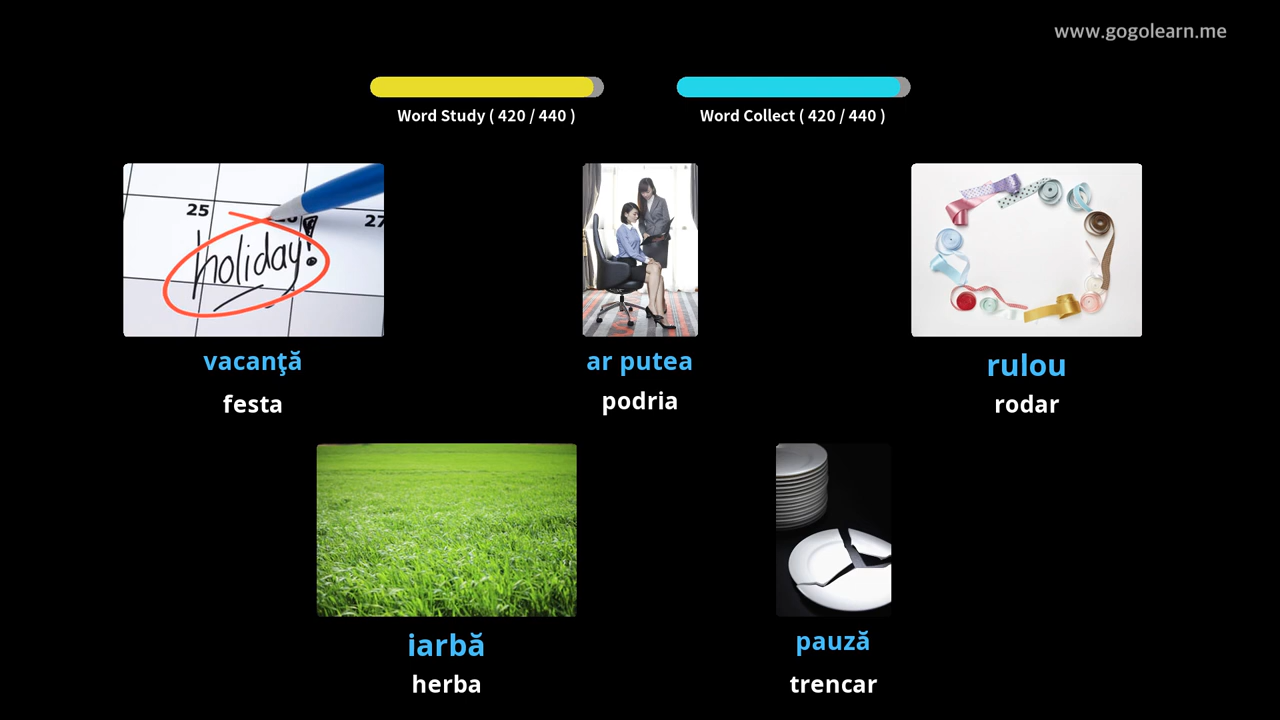 www.gogolearn.me
Word Study ( 420 / 440 )
Word Collect ( 420 / 440 )
25
27
holiday!
vacanţă
ar putea
rulou
festa
podria
rodar
iarbă
pauză
herba
trencar